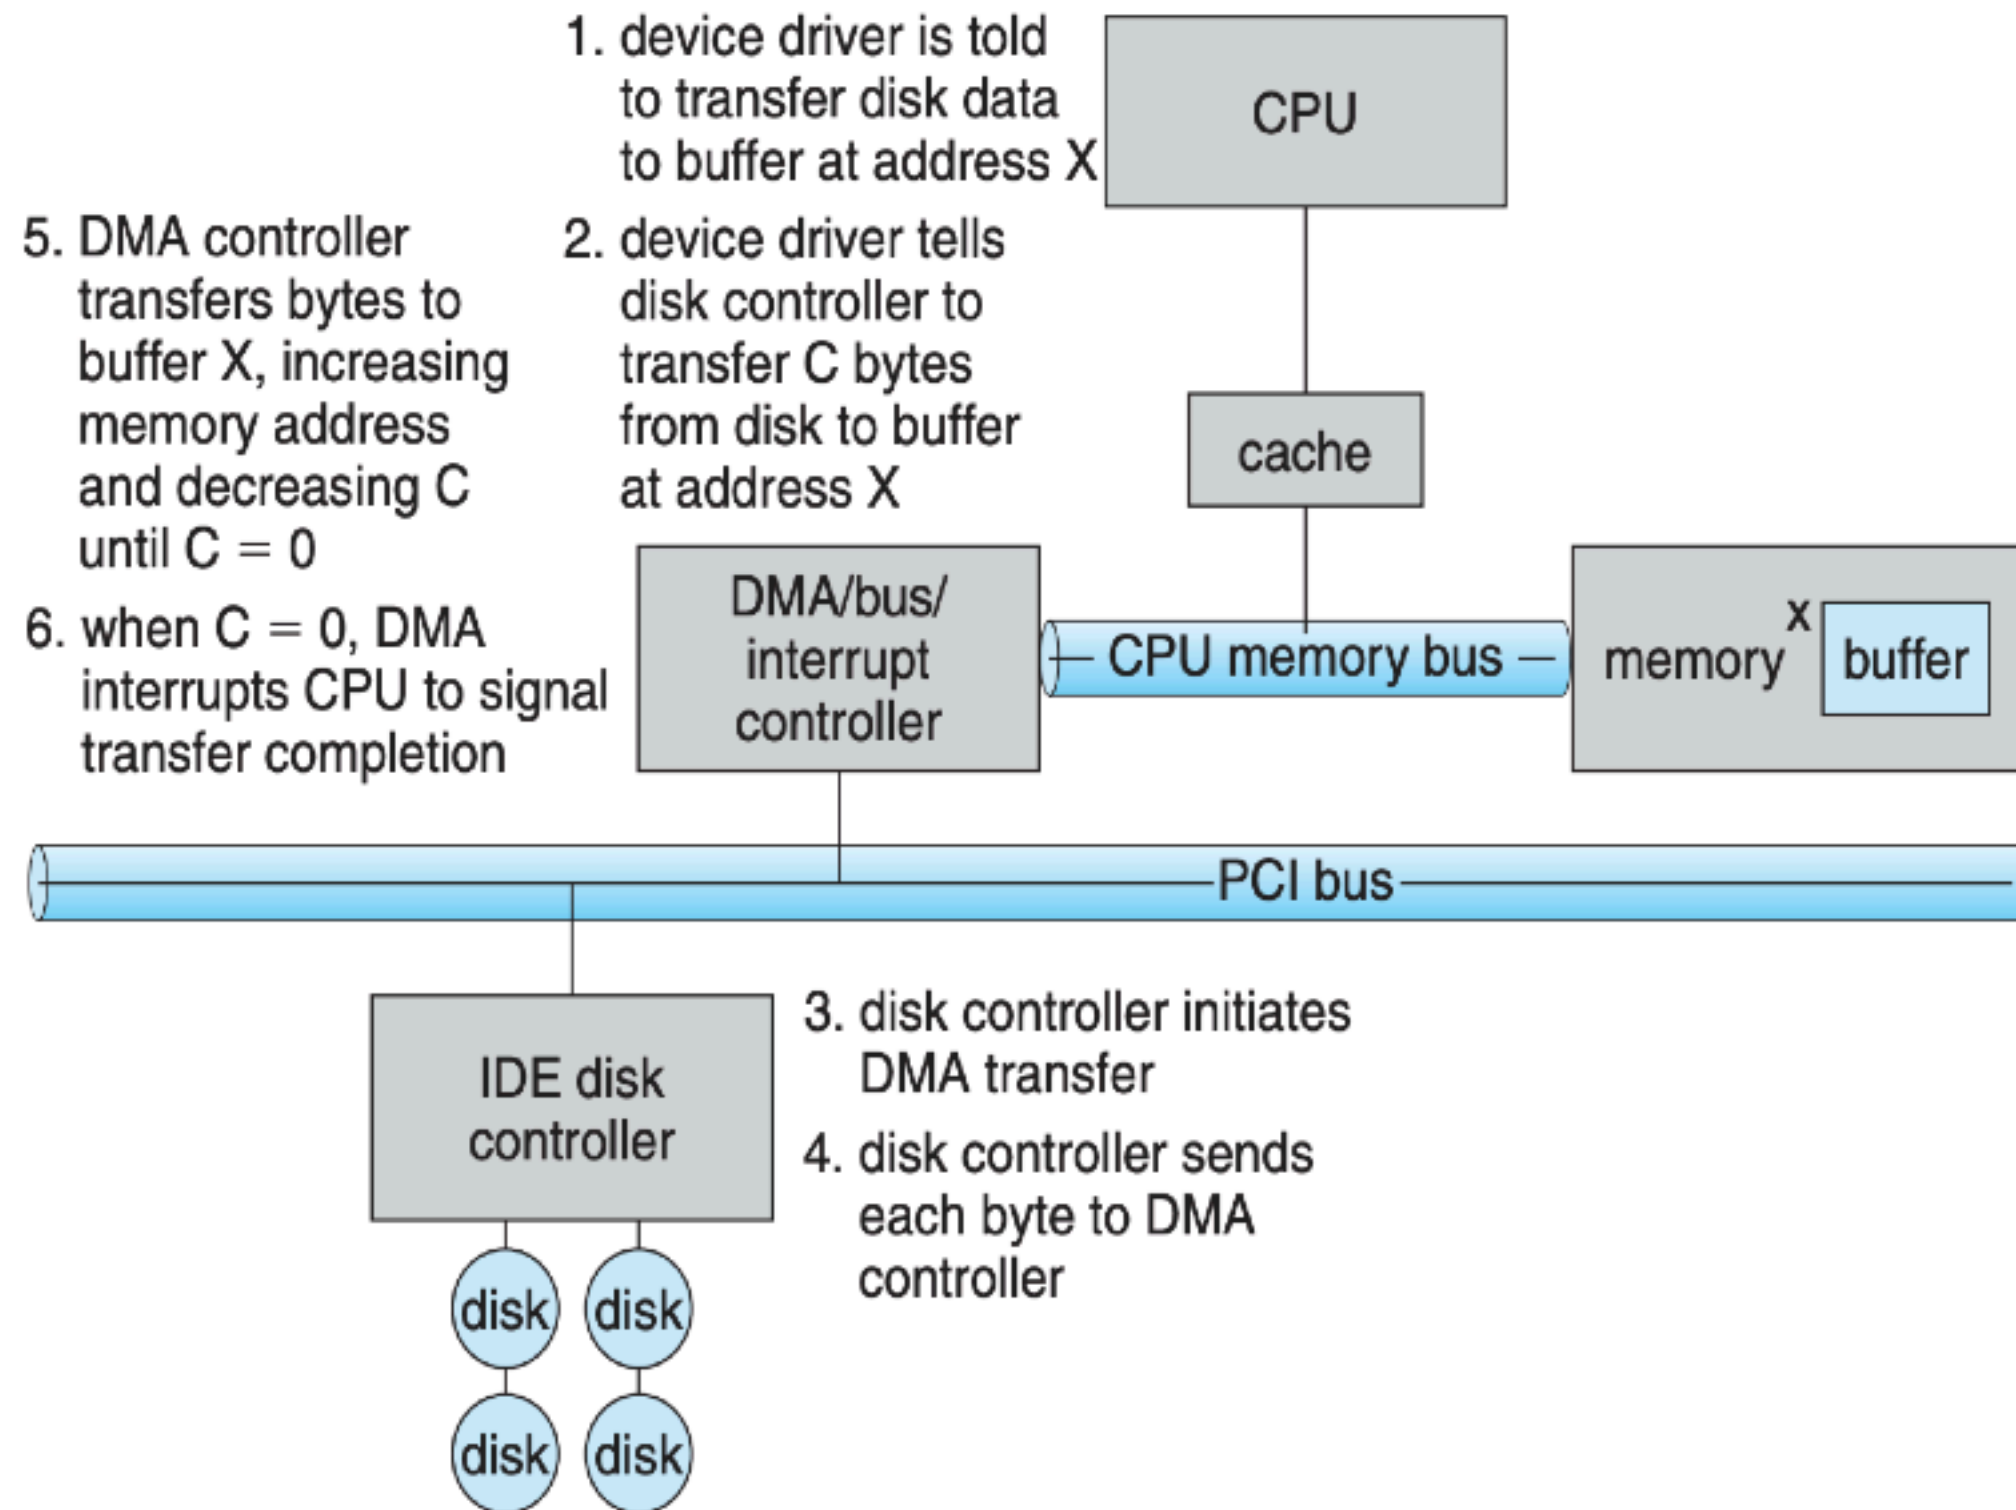 1. device driver is told
to transfer disk data
to buffer at address X
CPU
5. DMA controller
transfers bytes to
buffer X, increasing
memory address
and decreasing C
until C = 0
2. device driver tells
disk controller to
transfer C bytes
from disk to buffer
at address X
cache
6. when C = 0, DMA
interrupts CPU to signal
transfer completion
DMA/bus/
interrupt
controller
CPU memory bus
memory
x
buffer
PCI bus
IDE disk
controller
3. disk controller initiates
DMA transfer
4. disk controller sends
each byte to DMA
controller
disk
disk
disk
disk